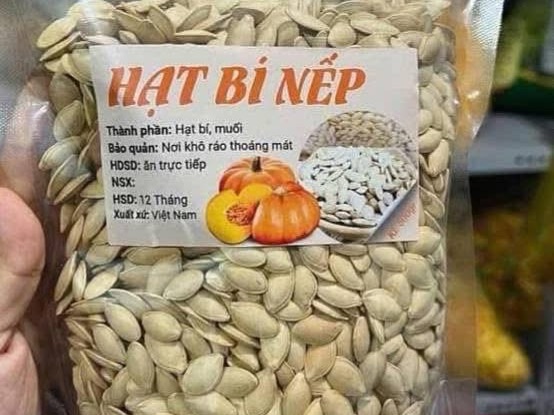 HẠT BÍ NẾP
Thành phần: Hạt bí, muối
Bảo quản: Nơi khô ráo thoáng mát
HDSD: ăn trực tiếp
NSX:
HSD: 12 Tháng
Xuất xứ: Việt Nam